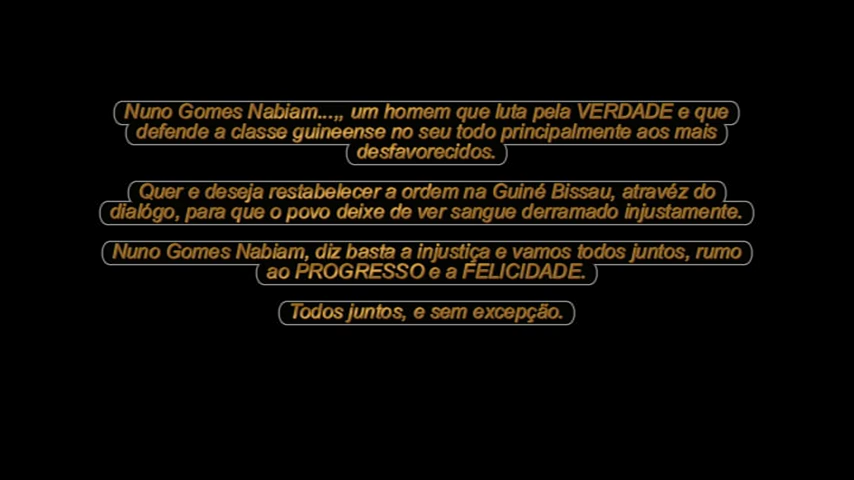 Nuno Gomes Nabiam...,, um homem que luta pela VERDADE e que
defende a classe guineense no seu todo principalmente aos mais
desfavorecidos.
Quer e deseja restabelecer a ordem na Guiné Bissau, atravéz do
dialógo, para que o povo deixe de ver sangue derramado injustamente.
Nuno Gomes Nabiam, diz basta a injustiça e vamos todos juntos, rumo
ao PROGRESSO e a FELICIDADE.
Todos juntos, e sem excepção.